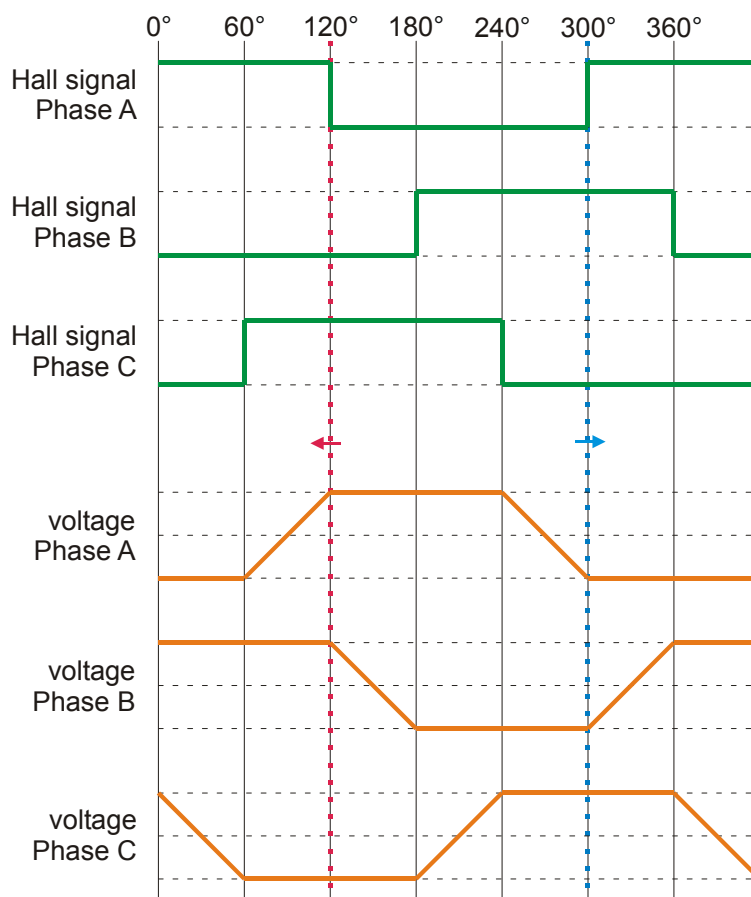 0° 60° 120° 180° 240° 300° 360°
Hall signal
Phase A
Hall signal
Phase B
Hall signal
Phase C
voltage
Phase A
voltage
Phase B
voltage
Phase C